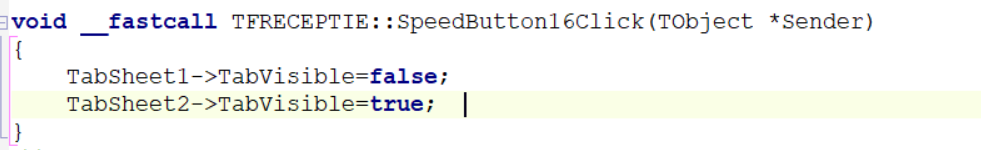 void __fastcall TFRECEPTIE::SpeedButton16Click(TObject *Sender)
{
    TabSheet1->TabVisible=false;
    TabSheet2->TabVisible=true;
}